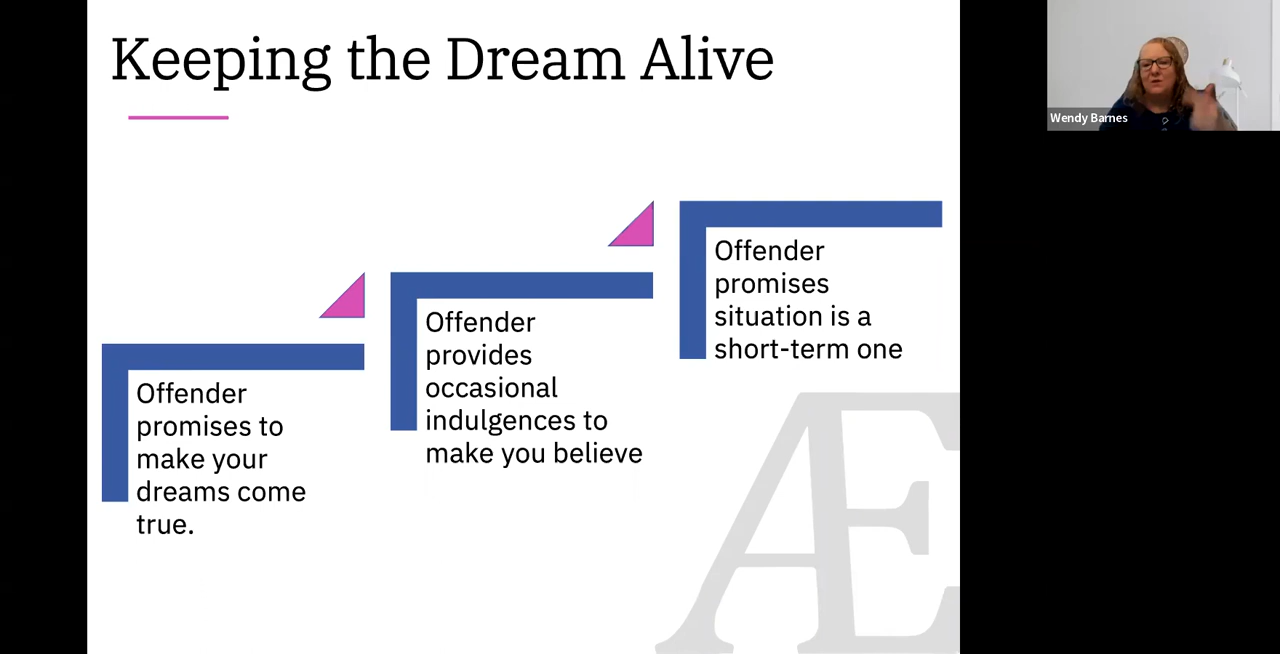 Keeping the Dream Alive
Wendy Barnes
Offender
promises to
make your
dreams come
true.
Offender
provides
occasional
indulgences to
make you believe
Offender
promises
situation is a
short-term one
Æ